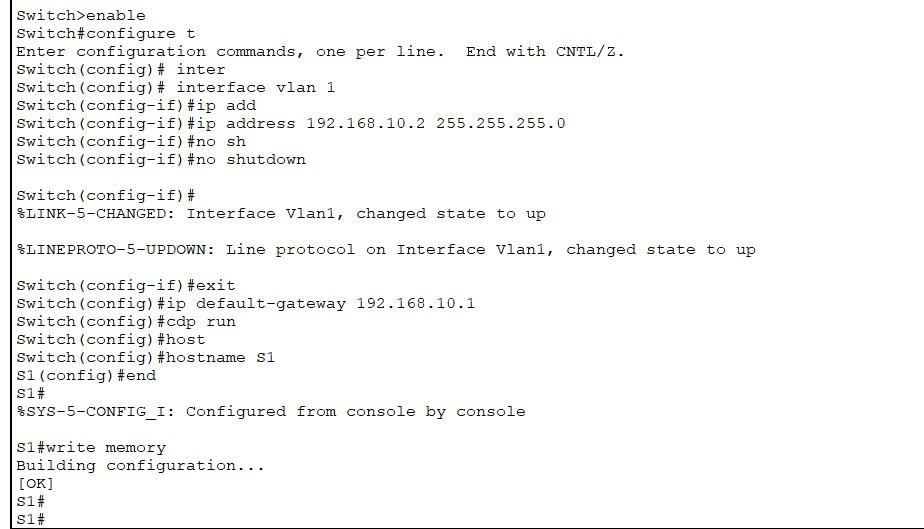 Switch>enable
Switch#configure t
Enter configuration commands, one per line.  End with CNTL/Z.
Switch(config)# inter
Switch(config)# interface vlan 1
Switch(config-if)#ip add
Switch(config-if)#ip address 192.168.10.2 255.255.255.0
Switch(config-if)#no sh
Switch(config-if)#no shutdown
Switch(config-if)#
%LINK-5-CHANGED: Interface Vlan1, changed state to up
%LINEPROTO-5-UPDOWN: Line protocol on Interface Vlan1, changed state to up
Switch(config-if)#exit
Switch(config)#ip default-gateway 192.168.10.1
Switch(config)#cdp run
Switch(config)#host
Switch(config)#hostname S1
S1(config)#end
S1#
%SYS-5-CONFIG_I: Configured from console by console
S1#write memory
Building configuration...
[OK]
S1#
S1#